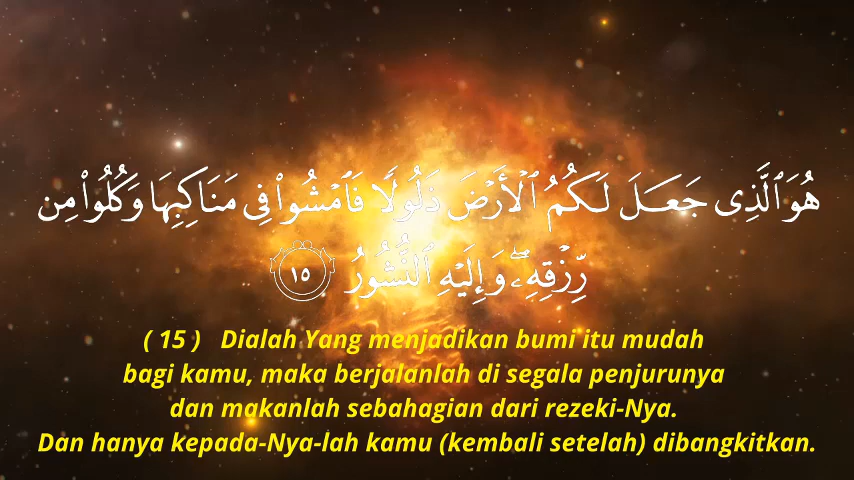 هُوَ ٱلَّذِى جَعَلَ لَكُمُ ٱلْأَرْضَ ذَلُولًا فَٱمْشُوا۟ فِى مَنَاكِبِهَا وَكُلُوا۟ مِن
رِّزْقِهِۦ ۖ وَإِلَيْهِ ٱلنُّشُورُ ١٥
( 15 ) Dialah Yang menjadikan bumi itu mudah
bagi kamu, maka berjalanlah di segala penjurunya
dan makanlah sebahagian dari rezeki-Nya.
Dan hanya kepada-Nya-lah kamu (kembali setelah) dibangkitkan.